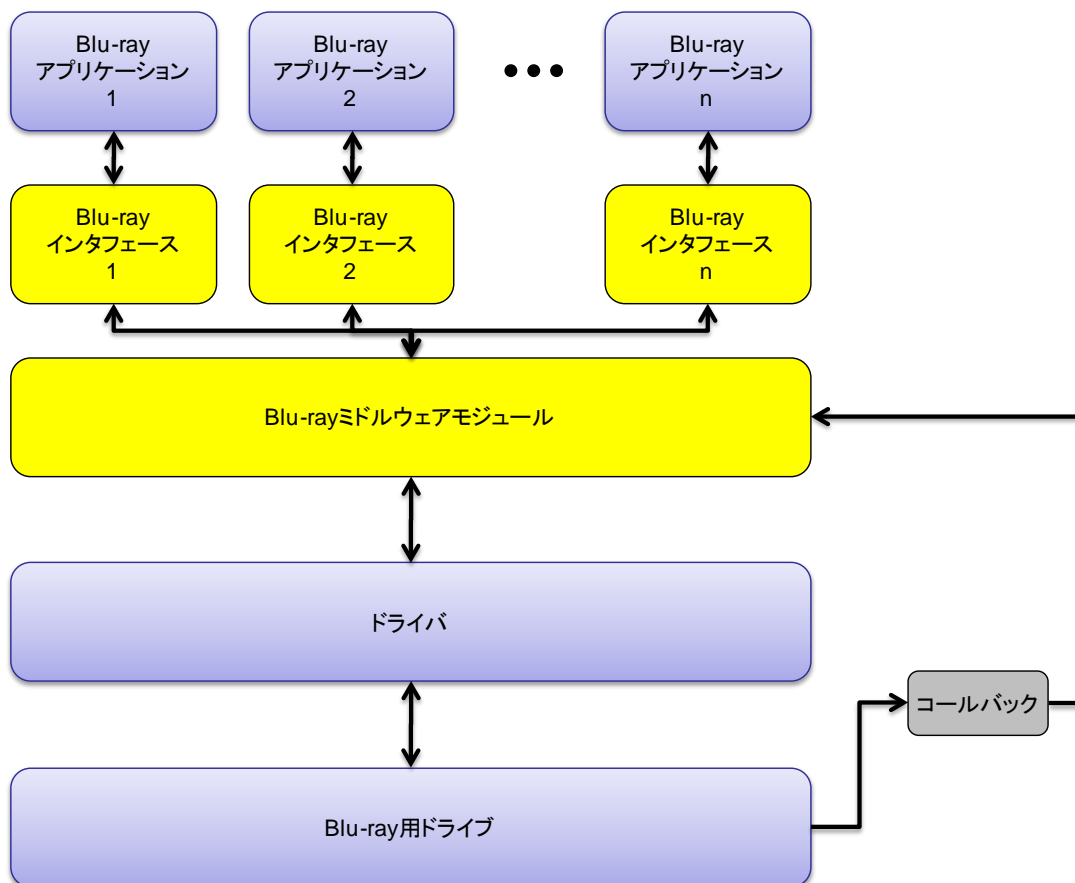 Blu-ray
アプリケーション
1
Blu-ray
アプリケーション
2
Blu-ray
アプリケーション
n
Blu-ray
インタフェース
1
Blu-ray
インタフェース
2
Blu-ray
インタフェース
n
Blu-rayミドルウェアモジュール
ドライバ
コールバック
Blu-ray用ドライブ